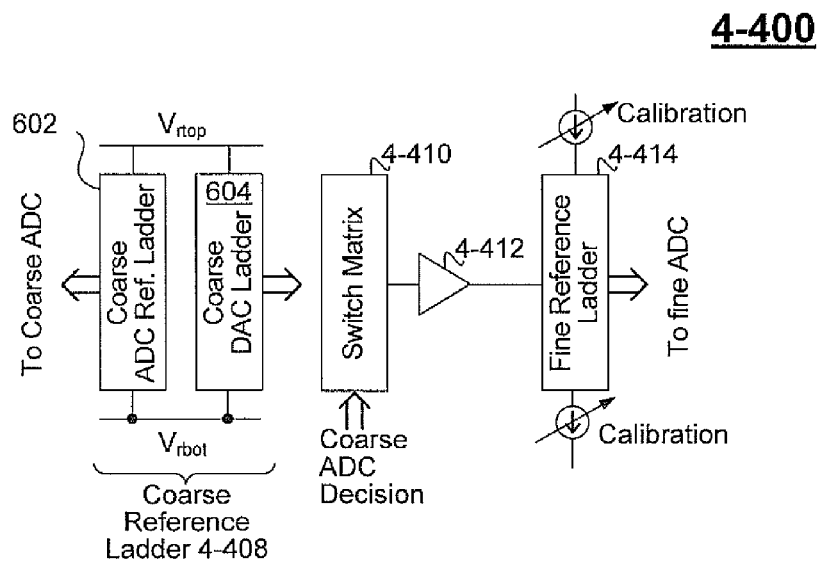 4-400
602
Vrtop
4-410
Calibration
4-414
To Coarse ADC
Coarse
ADC Ref. Ladder
604
Coarse
DAC Ladder
Switch Matrix
4-412
Fine Reference
Ladder
To fine ADC
Vrbot
Coarse
ADC
Decision
Calibration
Coarse
Reference
Ladder 4-408